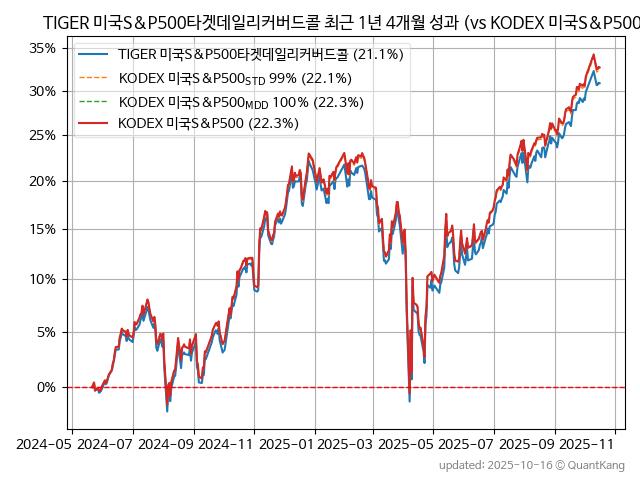 TIGER 미국S&P500타겟데일리커버드콜 최근 1년 4개월 성과 (vs KODEX 미국S&P500
TIGER 미국S&P500타겟데일리커버드콜 (21.1%)
KODEX 미국S&P500STD 99% (22.1%)
KODEX 미국S&P500MDD 100% (22.3%)
KODEX 미국S&P500 (22.3%)
35%
30%
25%
20%
15%
10%
5%
0%
2024-05 2024-07 2024-09 2024-11 2025-01 2025-03 2025-05 2025-07 2025-09 2025-11
updated: 2025-10-16 © QuantKang